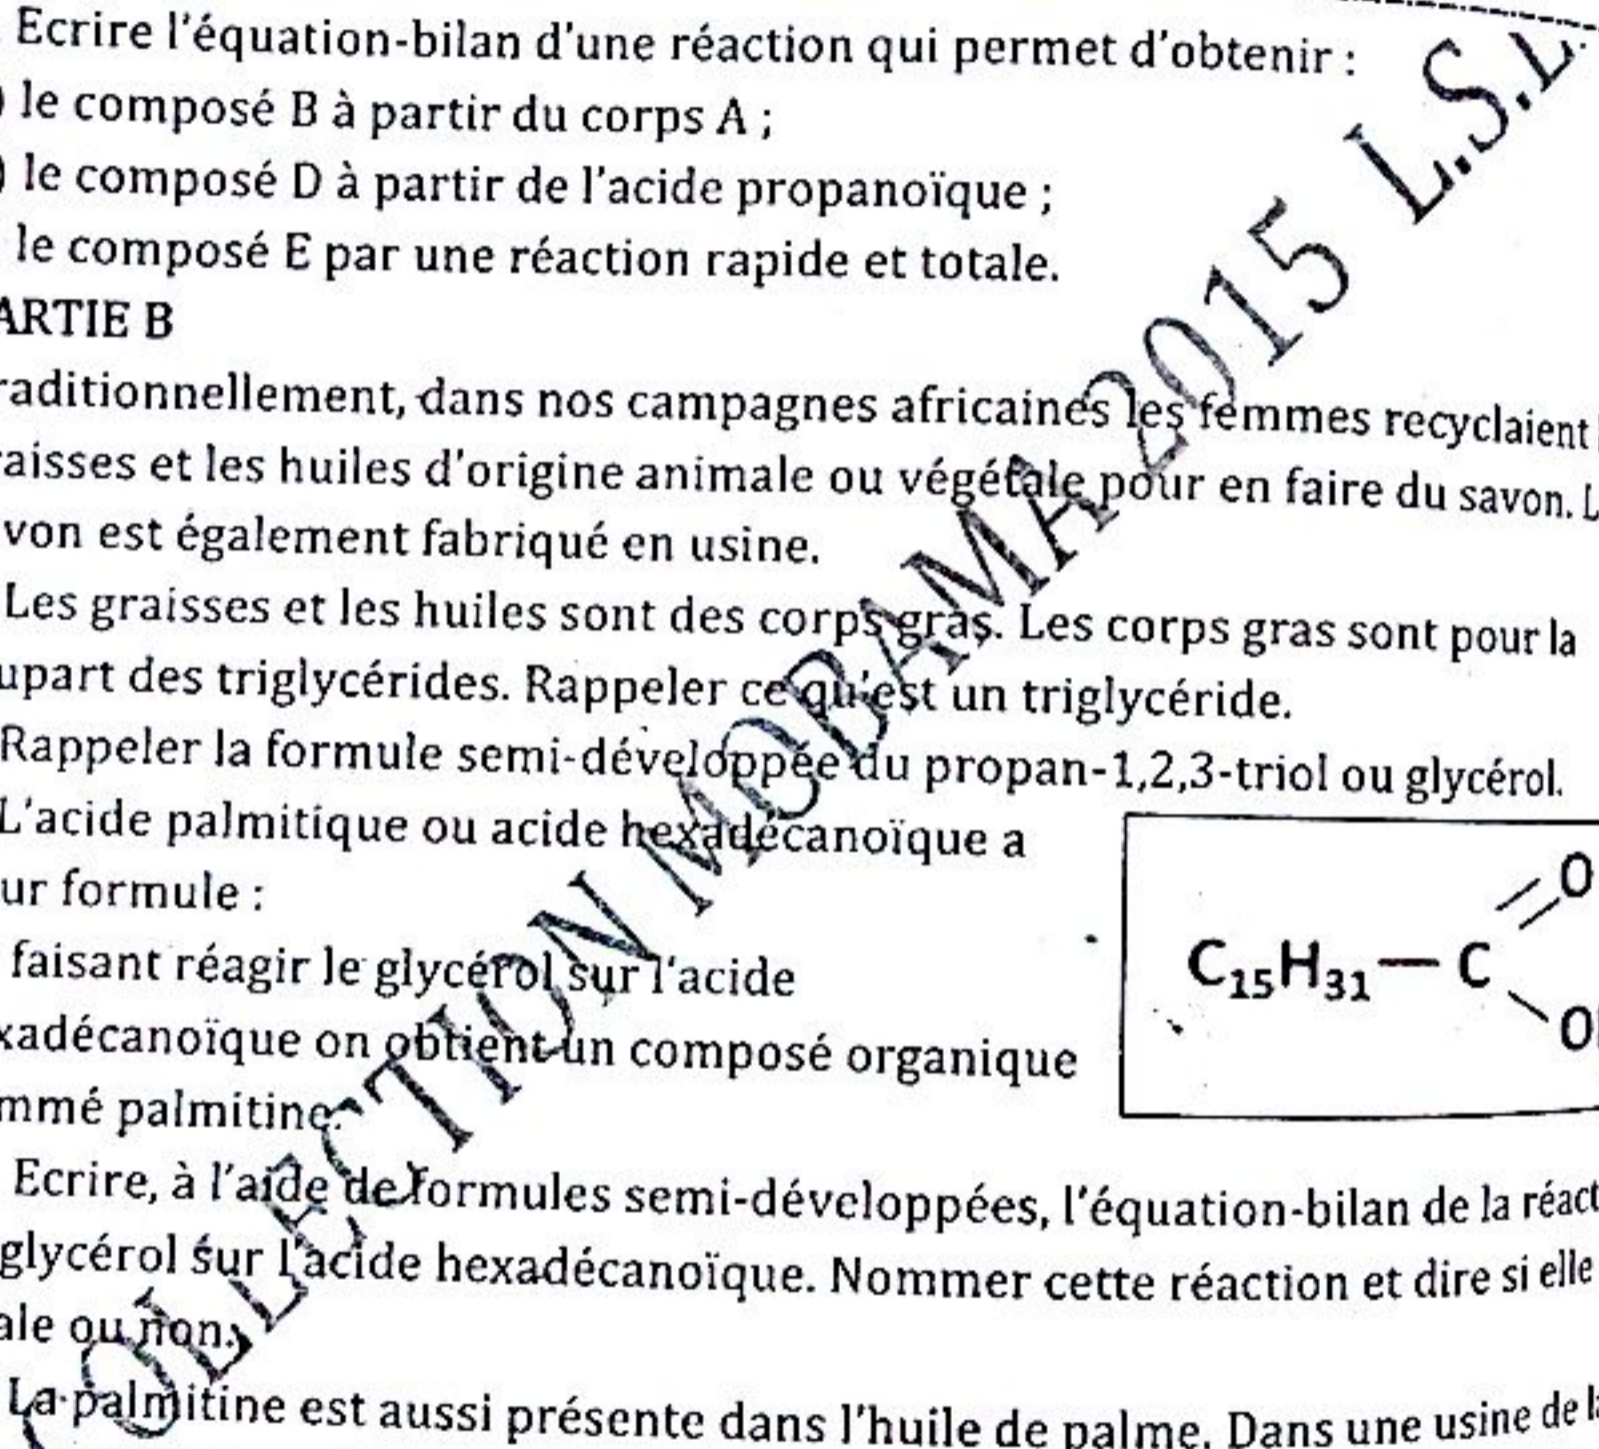 Ecrire l'équation-bilan d'une réaction qui permet d'obtenir :
) le composé B à partir du corps A ;
) le composé D à partir de l'acide propanoïque ;
le composé E par une réaction rapide et totale.
ARTIE B
raditionnellement, dans nos campagnes africaines les femmes recyclaient
raisses et les huiles d'origine animale ou végétale pour en faire du savon. L
von est également fabriqué en usine.
Les graisses et les huiles sont des corps gras. Les corps gras sont pour la
upart des triglycérides. Rappeler ce qu'est un triglycéride.
Rappeler la formule semi-développée du propan-1,2,3-triol ou glycérol.
L'acide palmitique ou acide hexadécanoïque a
ur formule :
faisant réagir le glycérol sur l'acide
xadécanoïque on obtient un composé organique
mmé palmitine.
O
C15H31— C
O
Ecrire, à l'aide de formules semi-développées, l'équation-bilan de la réact
glycérol sur l'acide hexadécanoïque. Nommer cette réaction et dire si elle
ale ou non.
La palmitine est aussi présente dans l'huile de palme. Dans une usine de la
OLLECTION MOBAMA 2015 L.S.L.